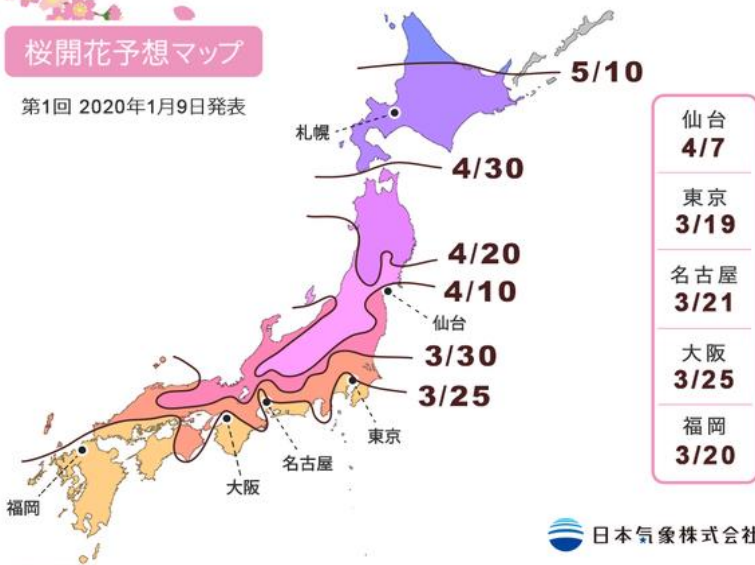 桜開花予想マップ
第1回 2020年1月9日発表
5/10
札幌
4/30
4/20
4/10
仙台
3/30
3/25
東京
名古屋
大阪
福岡
仙台
4/7
東京
3/19
名古屋
3/21
大阪
3/25
福岡
3/20
日本気象株式会社